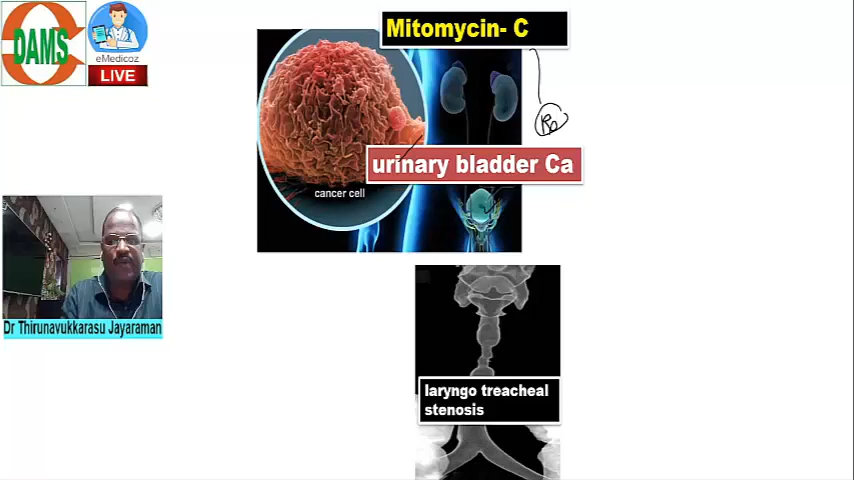 DAMS
eMedicoz
LIVE
Mitomycin- C
urinary bladder Ca
cancer cell
Dr Thirunavukkarasu Jayaraman
laryngo treacheal
stenosis